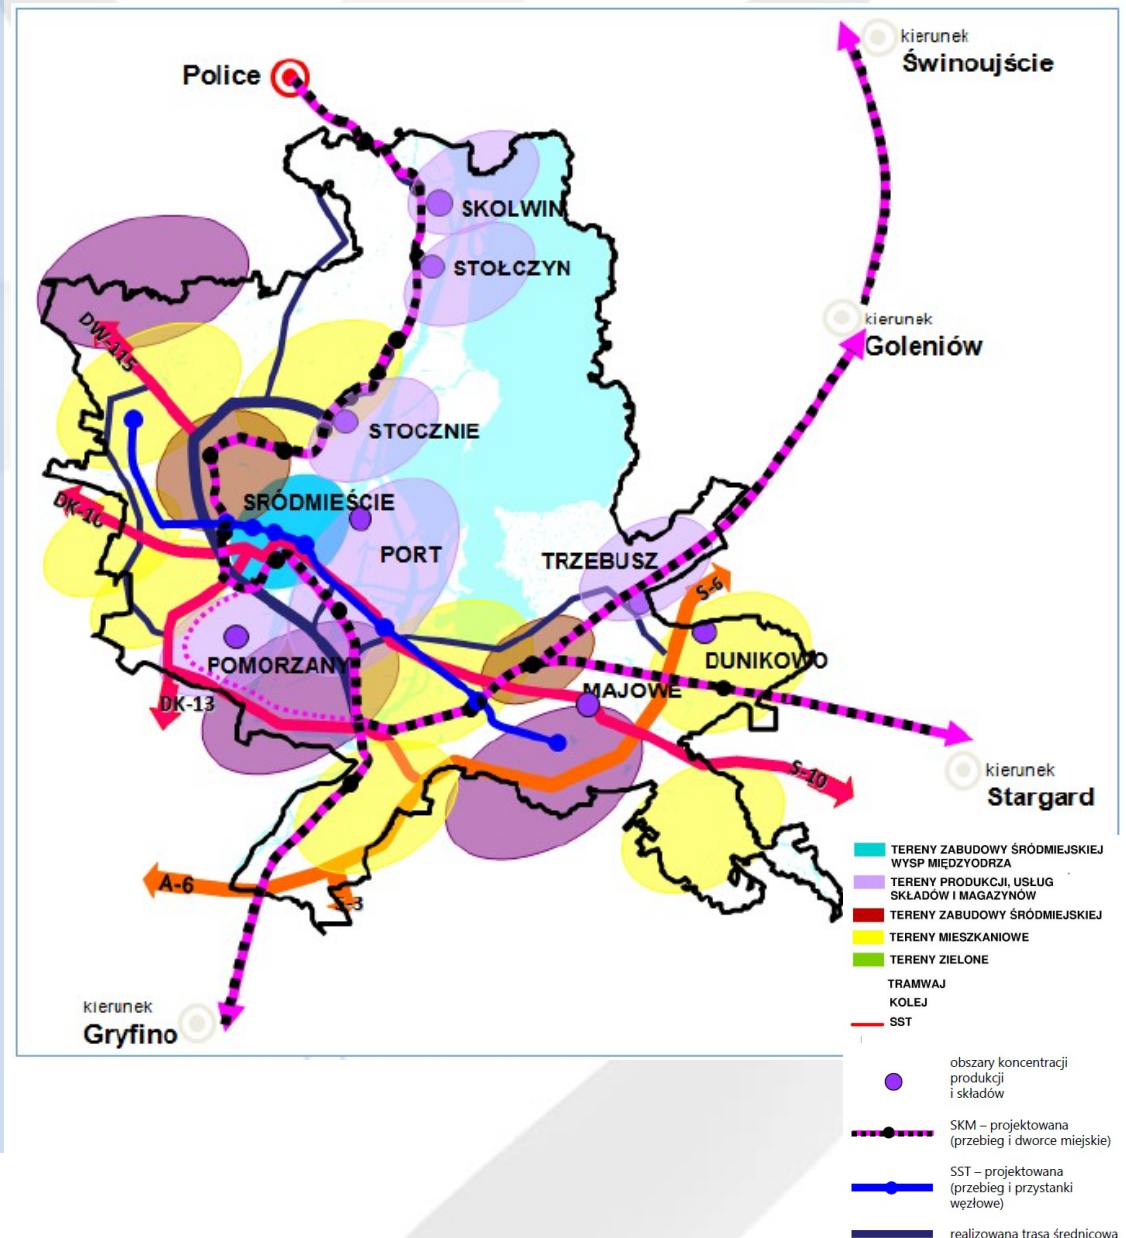 kierunek
Świnoujście
Police
SKOLWIN
STOŁCZYN
kierunek
Goleniów
DW-115
STOCZNIE
ŚRÓDMIEŚCIE
DK-10
PORT
TRZEBUSZ
S-6
POMORZANY
DUNIKOWO
MAJOWE
DK-13
S-10
kierunek
Stargard
A-6
S-3
kierunek
Gryfino
TERENY ZABUDOWY ŚRÓDMIEJSKIEJ
WYSP MIĘDZYODRZA
TERENY PRODUKCJI, USŁUG
SKŁADÓW I MAGAZYNÓW
TERENY ZABUDOWY ŚRÓDMIEJSKIEJ
TERENY MIESZKANIOWE
TERENY ZIELONE
TRAMWAJ
KOLEJ
SST
obszary koncentracji
produkcji
i składów
SKM – projektowana
(przebieg i dworce miejskie)
SST – projektowana
(przebieg i przystanki
węzłowe)
realizowana trasa średnicowa